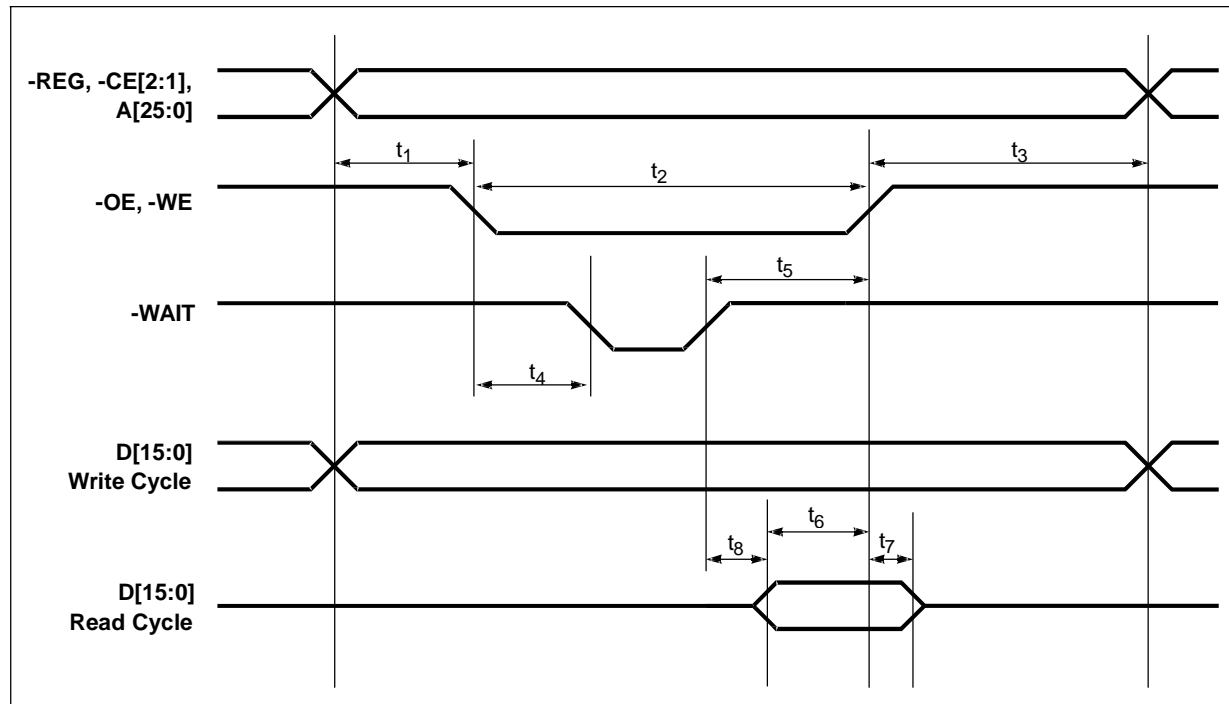 -REG, -CE[2:1],
A[25:0]
t1
t2
t3
-OE, -WE
t5
-WAIT
t4
D[15:0]
Write Cycle
t6
t7
t8
D[15:0]
Read Cycle